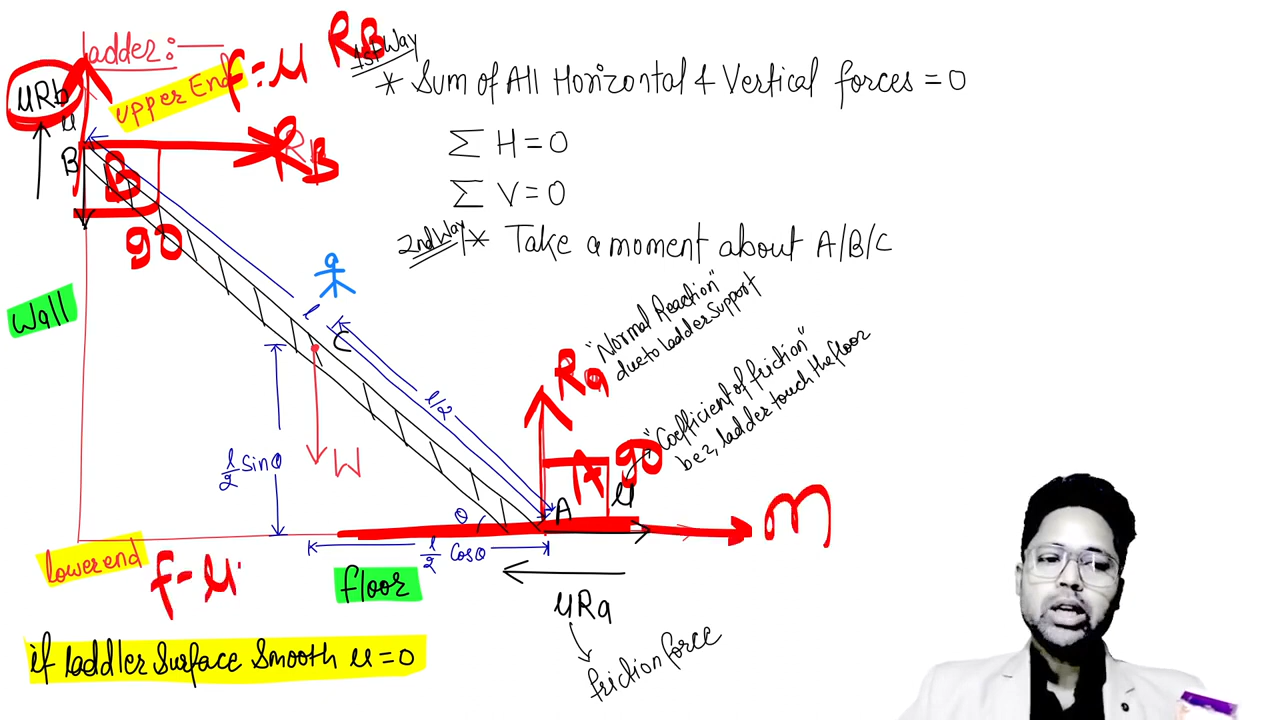 ladder:-
f=μ RB
1st Way
* Sum of All Horizontal & Vertical forces = 0
μRb
upper End
μ
RB
B
B
90
Σ H=0
Σ V=0
2nd Way
* Take a moment about A/B/C
Wall
l
C
l/2
"Normal Reaction"
due to ladder support
Ra
"Coefficient of friction"
bez, ladder touch the floor
90
l/2 Sinθ
W
θ
A
μ
m
lower end
f-μ
l/2 Cosθ
floor
μRa
friction force
if laddler Surface Smooth μ=0